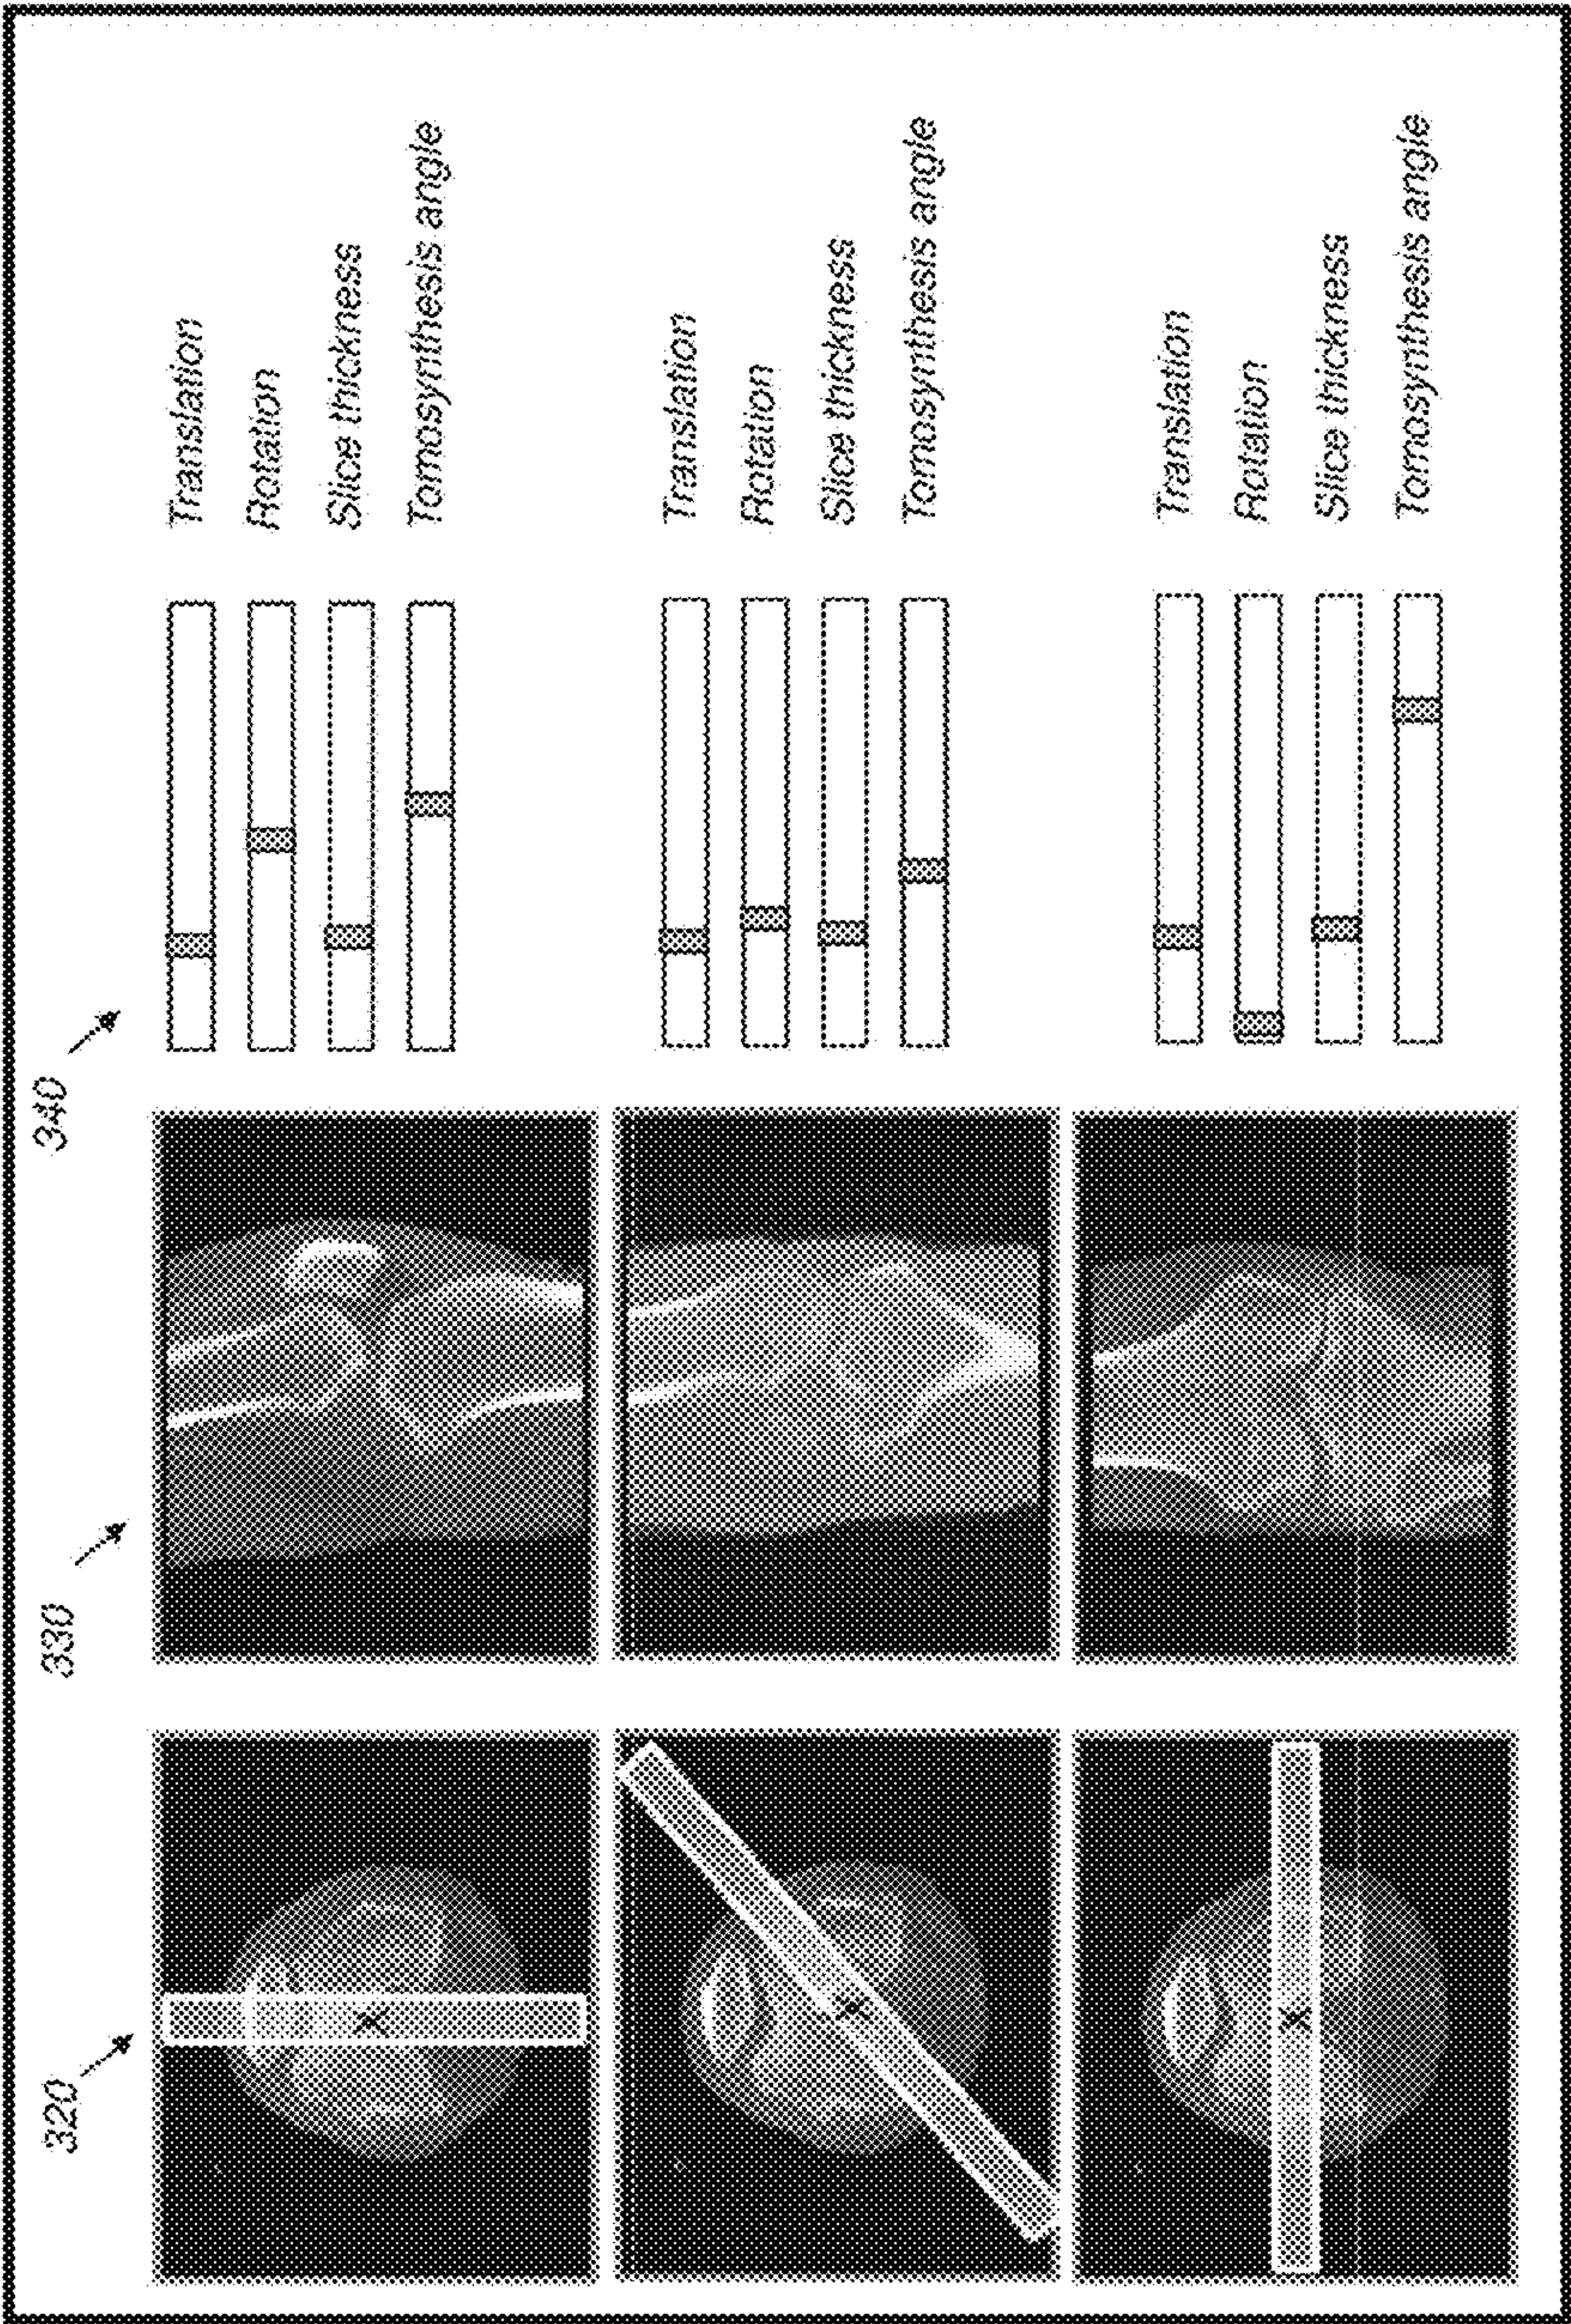 320
330
340
Translation
Rotation
Slice thickness
Tomosynthesis angle
Translation
Rotation
Slice thickness
Tomosynthesis angle
Translation
Rotation
Slice thickness
Tomosynthesis angle